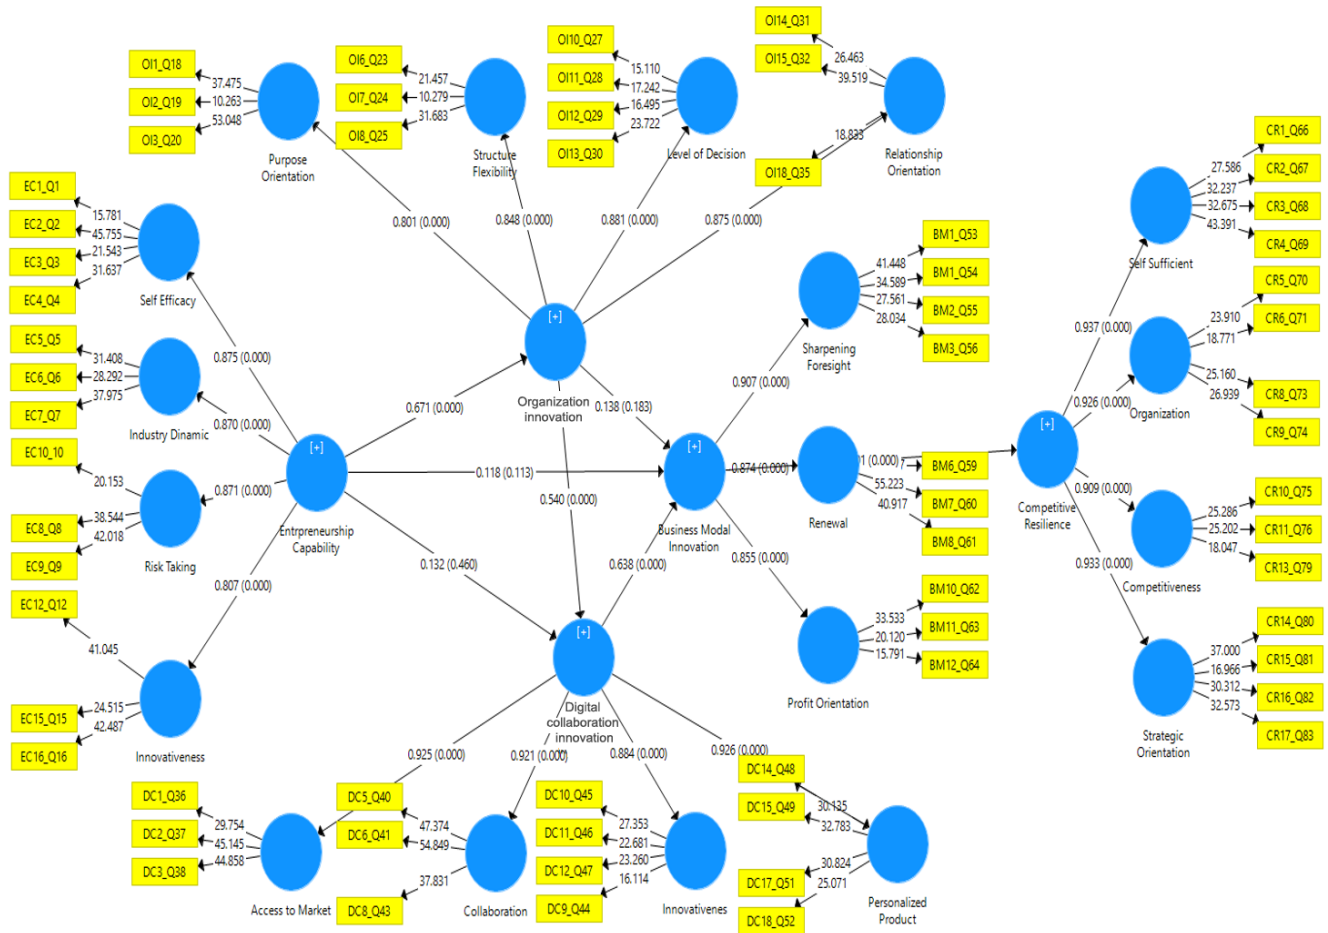 OI14_Q31
OI15_Q32
26.463
39.519
18.833
OI18_Q35
Relationship
Orientation
OI10_Q27
OI11_Q28
OI12_Q29
OI13_Q30
15.110
17.242
16.495
23.722
Level of Decision
OI6_Q23
OI7_Q24
OI8_Q25
21.457
10.279
31.683
Structure
Flexibility
OI1_Q18
OI2_Q19
OI3_Q20
37.475
10.263
53.048
Purpose
Orientation
0.801 (0.000)
0.848 (0.000)
0.881 (0.000)
0.875 (0.000)
EC1_Q1
EC2_Q2
EC3_Q3
EC4_Q4
15.781
45.755
21.543
31.637
Self Efficacy
EC5_Q5
EC6_Q6
EC7_Q7
31.408
28.292
37.975
Industry Dinamic
EC10_10
EC8_Q8
EC9_Q9
20.153
38.544
42.018
Risk Taking
EC12_Q12
EC15_Q15
EC16_Q16
41.045
24.515
42.487
Innovativeness
0.875 (0.000)
0.870 (0.000)
0.871 (0.000)
0.807 (0.000)
[+]
Entrpreneurship
Capability
[+]
Organization
innovation
0.671 (0.000)
0.138 (0.183)
0.118 (0.113)
0.540 (0.000)
0.132 (0.460)
0.638 (0.000)
[+]
Business Modal
Innovation
[+]
Digital
collaboration
innovation
BM1_Q53
BM1_Q54
BM2_Q55
BM3_Q56
41.448
34.589
27.561
28.034
Sharpening
Foresight
0.907 (0.000)
0.874 (0.000)
0.855 (0.000)
BM6_Q59
BM7_Q60
BM8_Q61
55.223
40.917
Renewal
BM10_Q62
BM11_Q63
BM12_Q64
33.533
20.120
15.791
Profit Orientation
[+]
Competitive
Resilience
0.937 (0.000)
0.926 (0.000)
0.909 (0.000)
0.933 (0.000)
CR1_Q66
CR2_Q67
CR3_Q68
CR4_Q69
27.586
32.237
32.675
43.391
Self Sufficient
CR5_Q70
CR6_Q71
CR8_Q73
CR9_Q74
23.910
18.771
25.160
26.939
Organization
CR10_Q75
CR11_Q76
CR13_Q79
25.286
25.202
18.047
Competitiveness
CR14_Q80
CR15_Q81
CR16_Q82
CR17_Q83
37.000
16.966
30.312
32.573
Strategic
Orientation
0.925 (0.000)
0.921 (0.000)
0.884 (0.000)
0.926 (0.000)
DC1_Q36
DC2_Q37
DC3_Q38
29.754
45.145
44.858
Access to Market
DC5_Q40
DC6_Q41
DC8_Q43
47.374
54.849
37.831
Collaboration
DC10_Q45
DC11_Q46
DC12_Q47
DC9_Q44
27.353
22.681
23.260
16.114
Innovativenes
DC14_Q48
DC15_Q49
DC17_Q51
DC18_Q52
30.135
32.783
30.824
25.071
Personalized
Product